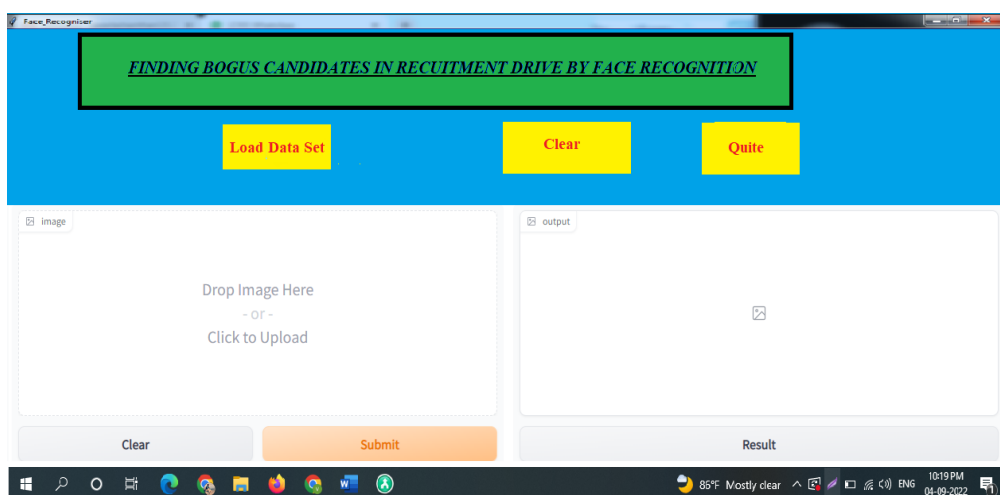 Face_Recogniser
FINDING BOGUS CANDIDATES IN RECUITMENT DRIVE BY FACE RECOGNITION
Load Data Set
Clear
Quite
image
output
Drop Image Here
- or -
Click to Upload
Clear
Submit
Result
85°F Mostly clear
ENG
10:19 PM
04-09-2022